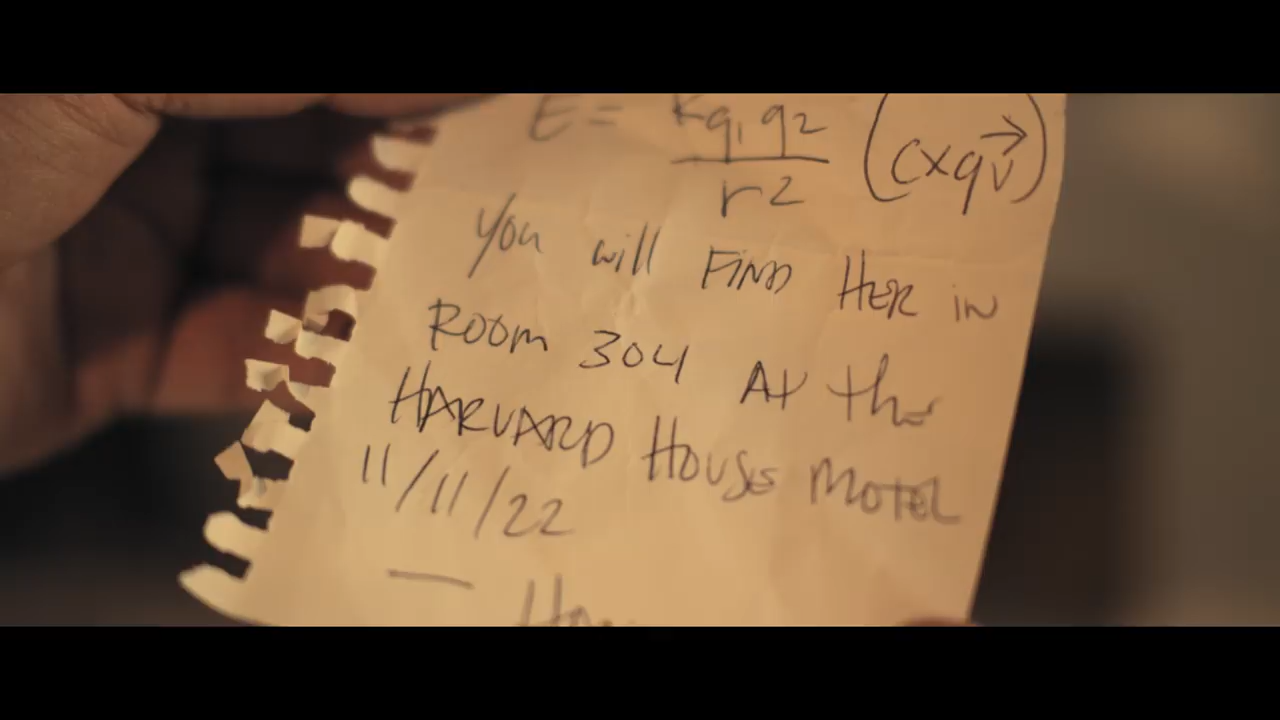 E = Kq₁q₂/r² (cxqv⃗)
You will FIND HER IN
Room 304 At the
HARVARD House MOTEL
11/11/22
—